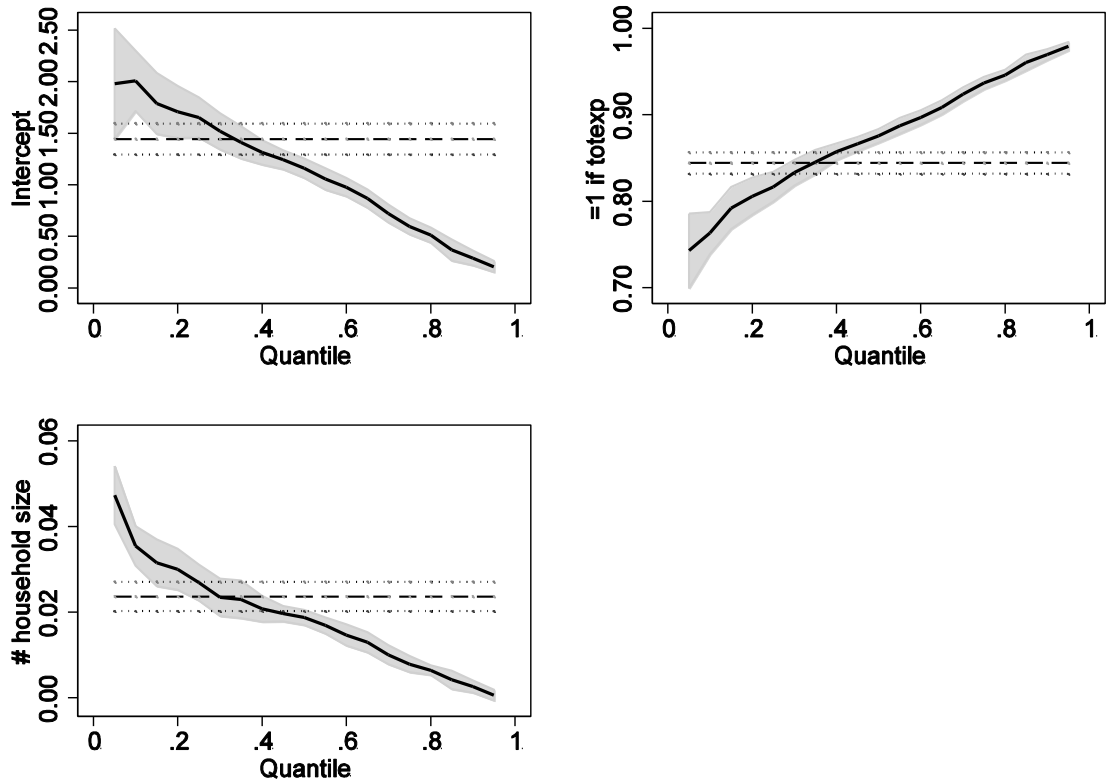 Intercept
0.00 0.50 1.00 1.50 2.00 2.50
0 .2 .4 .6 .8 1
Quantile
=1 if totexp
0.70 0.80 0.90 1.00
0 .2 .4 .6 .8 1
Quantile
# household size
0.00 0.02 0.04 0.06
0 .2 .4 .6 .8 1
Quantile